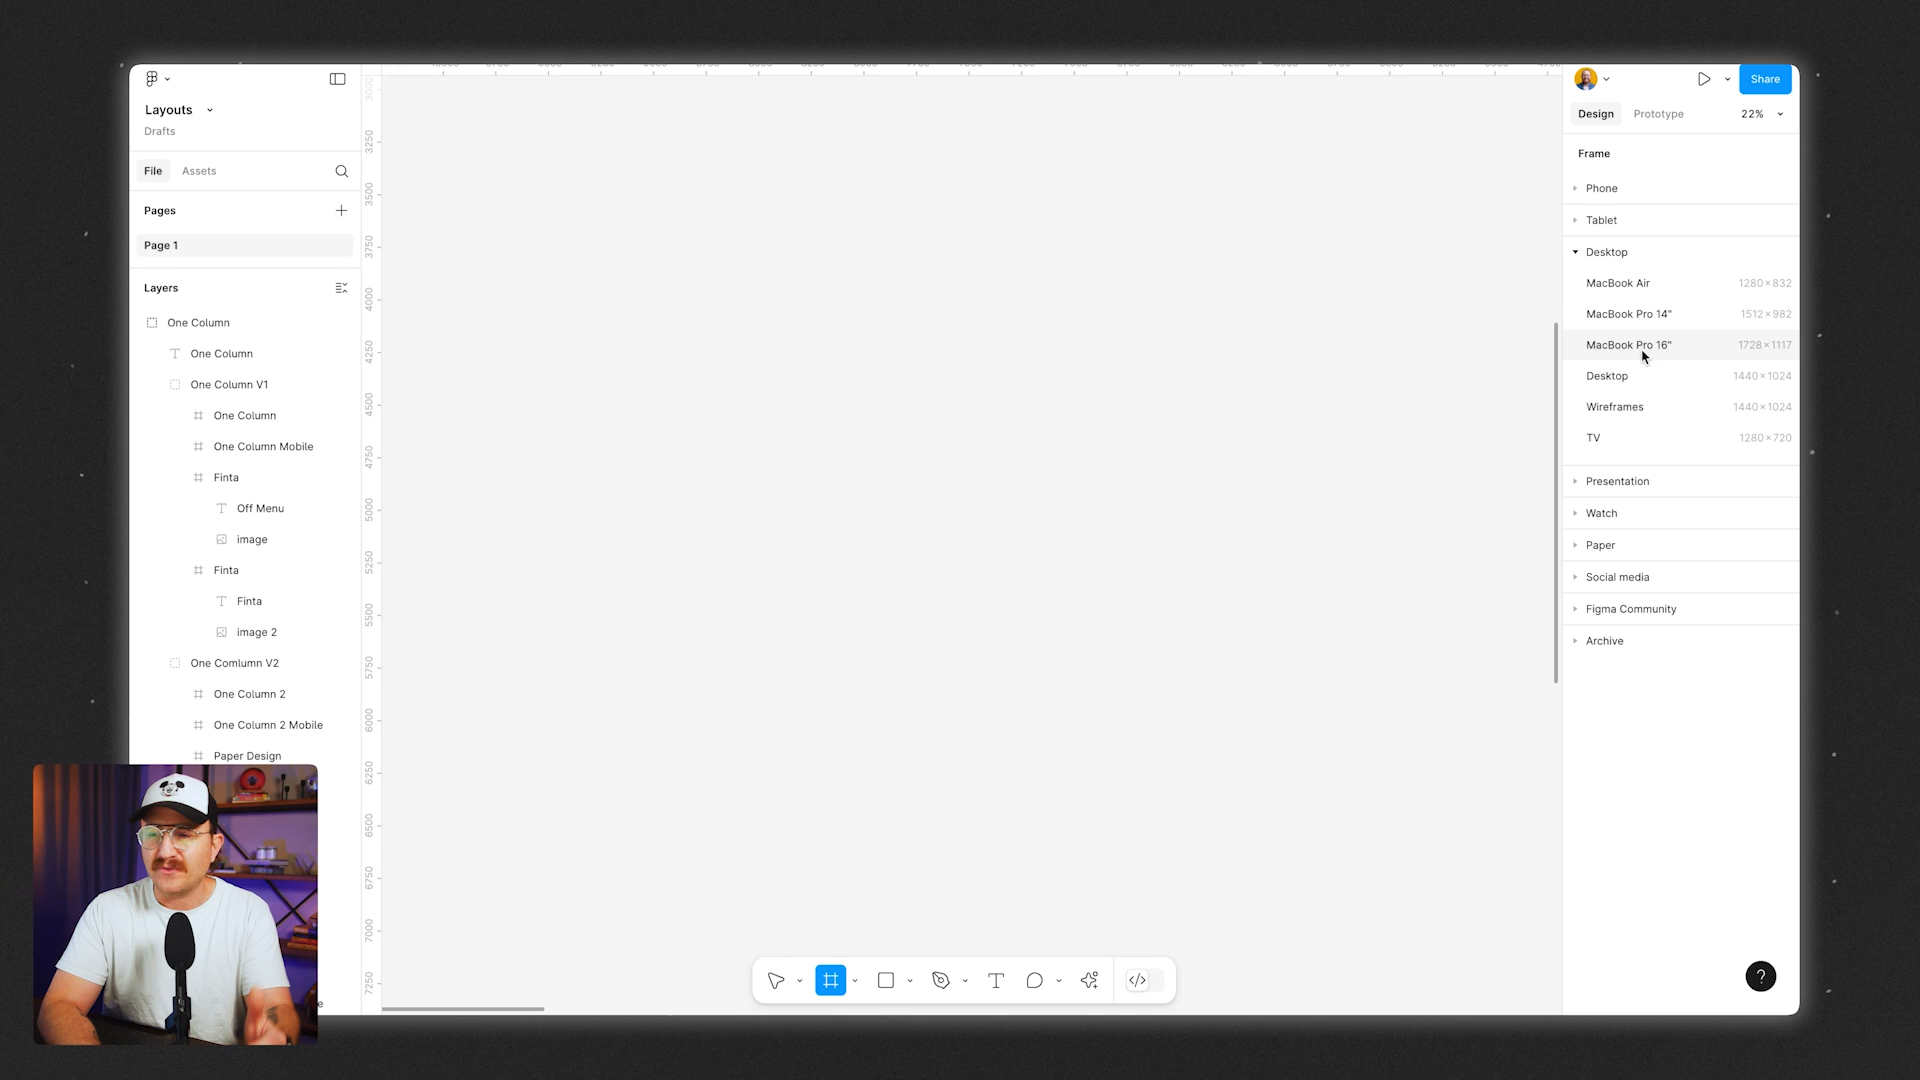 Layouts
Drafts
File Assets
Pages
Page 1
Layers
One Column
One Column
One Column V1
One Column
One Column Mobile
Finta
Off Menu
image
Finta
Finta
image 2
One Comlumn V2
One Column 2
One Column 2 Mobile
Paper Design
e
3000
3250
3500
3750
4000
4250
4500
4750
5000
5250
5500
5750
6000
6250
6500
6750
7000
7250
Share
Design Prototype 22%
Frame
Phone
Tablet
Desktop
MacBook Air 1280×832
MacBook Pro 14" 1512×982
MacBook Pro 16" 1728×1117
Desktop 1440×1024
Wireframes 1440×1024
TV 1280×720
Presentation
Watch
Paper
Social media
Figma Community
Archive
?